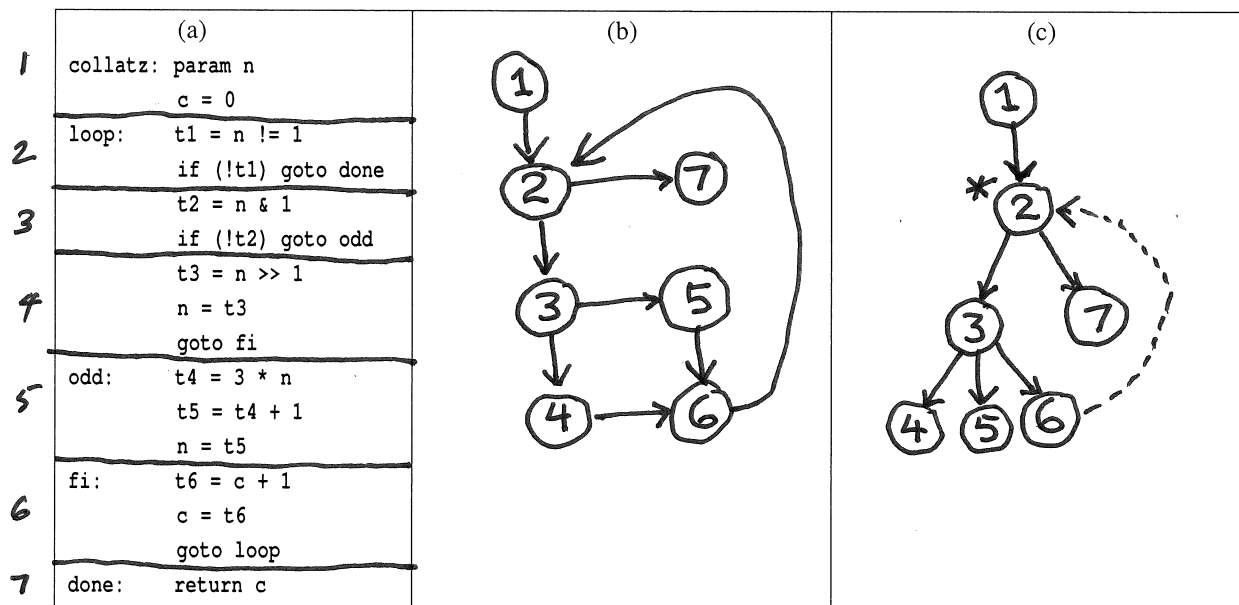 (a)
(b)
(c)
1
collatz: param n
c = 0
2
loop: t1 = n != 1
if (!t1) goto done
3
t2 = n & 1
if (!t2) goto odd
4
t3 = n >> 1
n = t3
goto fi
5
odd: t4 = 3 * n
t5 = t4 + 1
n = t5
6
fi: t6 = c + 1
c = t6
goto loop
7
done: return c
1
2
7
3
5
4
6
1
*
2
3
7
4
5
6